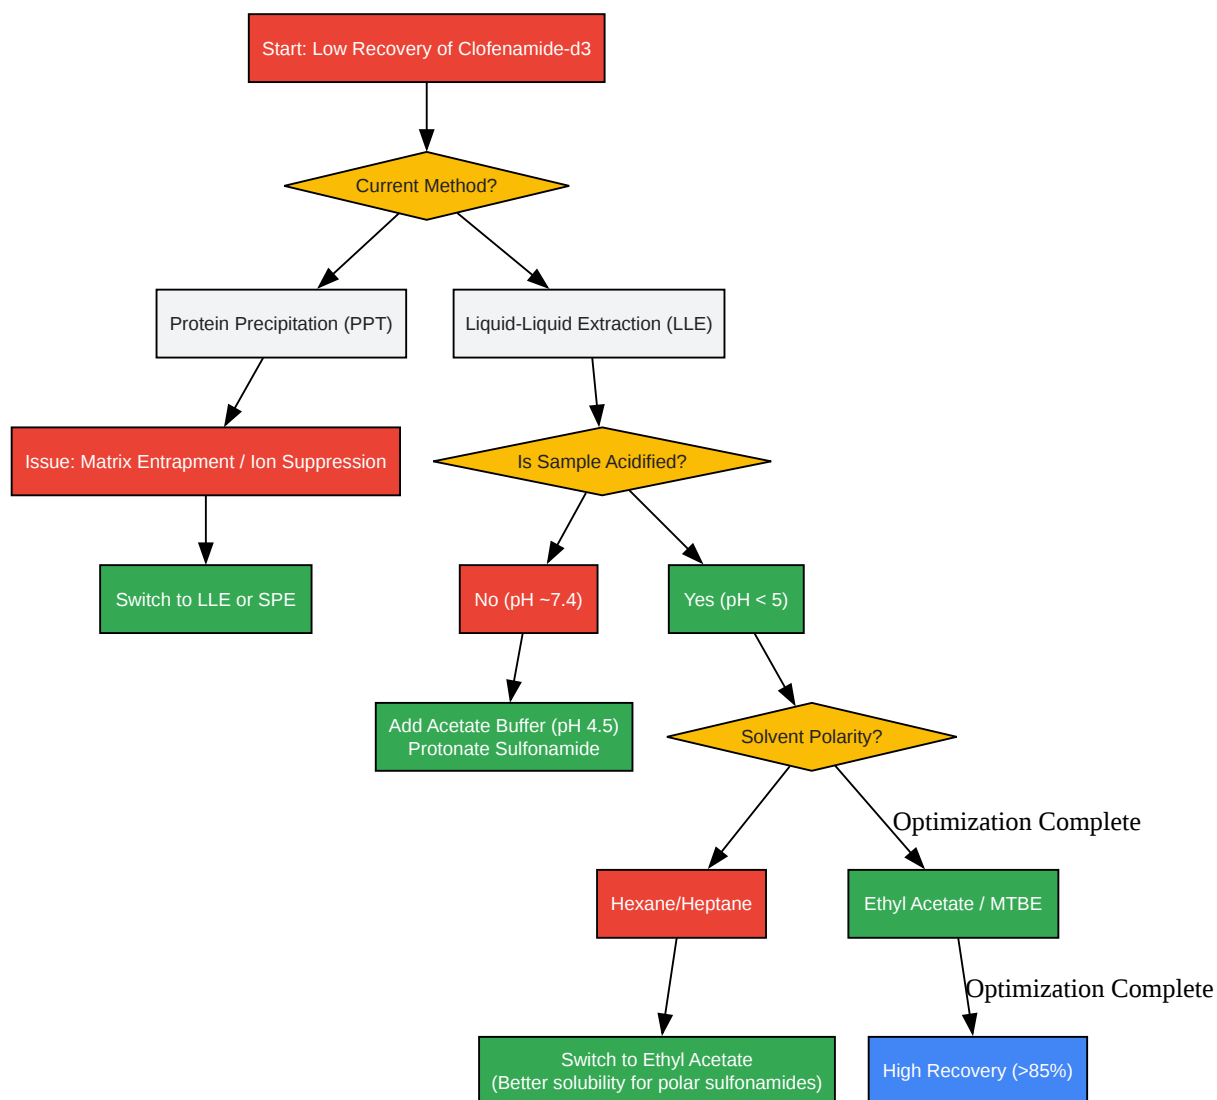 Start: Low Recovery of Clofenamide-d3
Current Method?
Protein Precipitation (PPT)
Liquid-Liquid Extraction (LLE)
Issue: Matrix Entrapment / Ion Suppression
Is Sample Acidified?
Switch to LLE or SPE
No (pH ~7.4)
Yes (pH < 5)
Add Acetate Buffer (pH 4.5)
Protonate Sulfonamide
Solvent Polarity?
Optimization Complete
Hexane/Heptane
Ethyl Acetate / MTBE
Optimization Complete
Switch to Ethyl Acetate
(Better solubility for polar sulfonamides)
High Recovery (>85%)